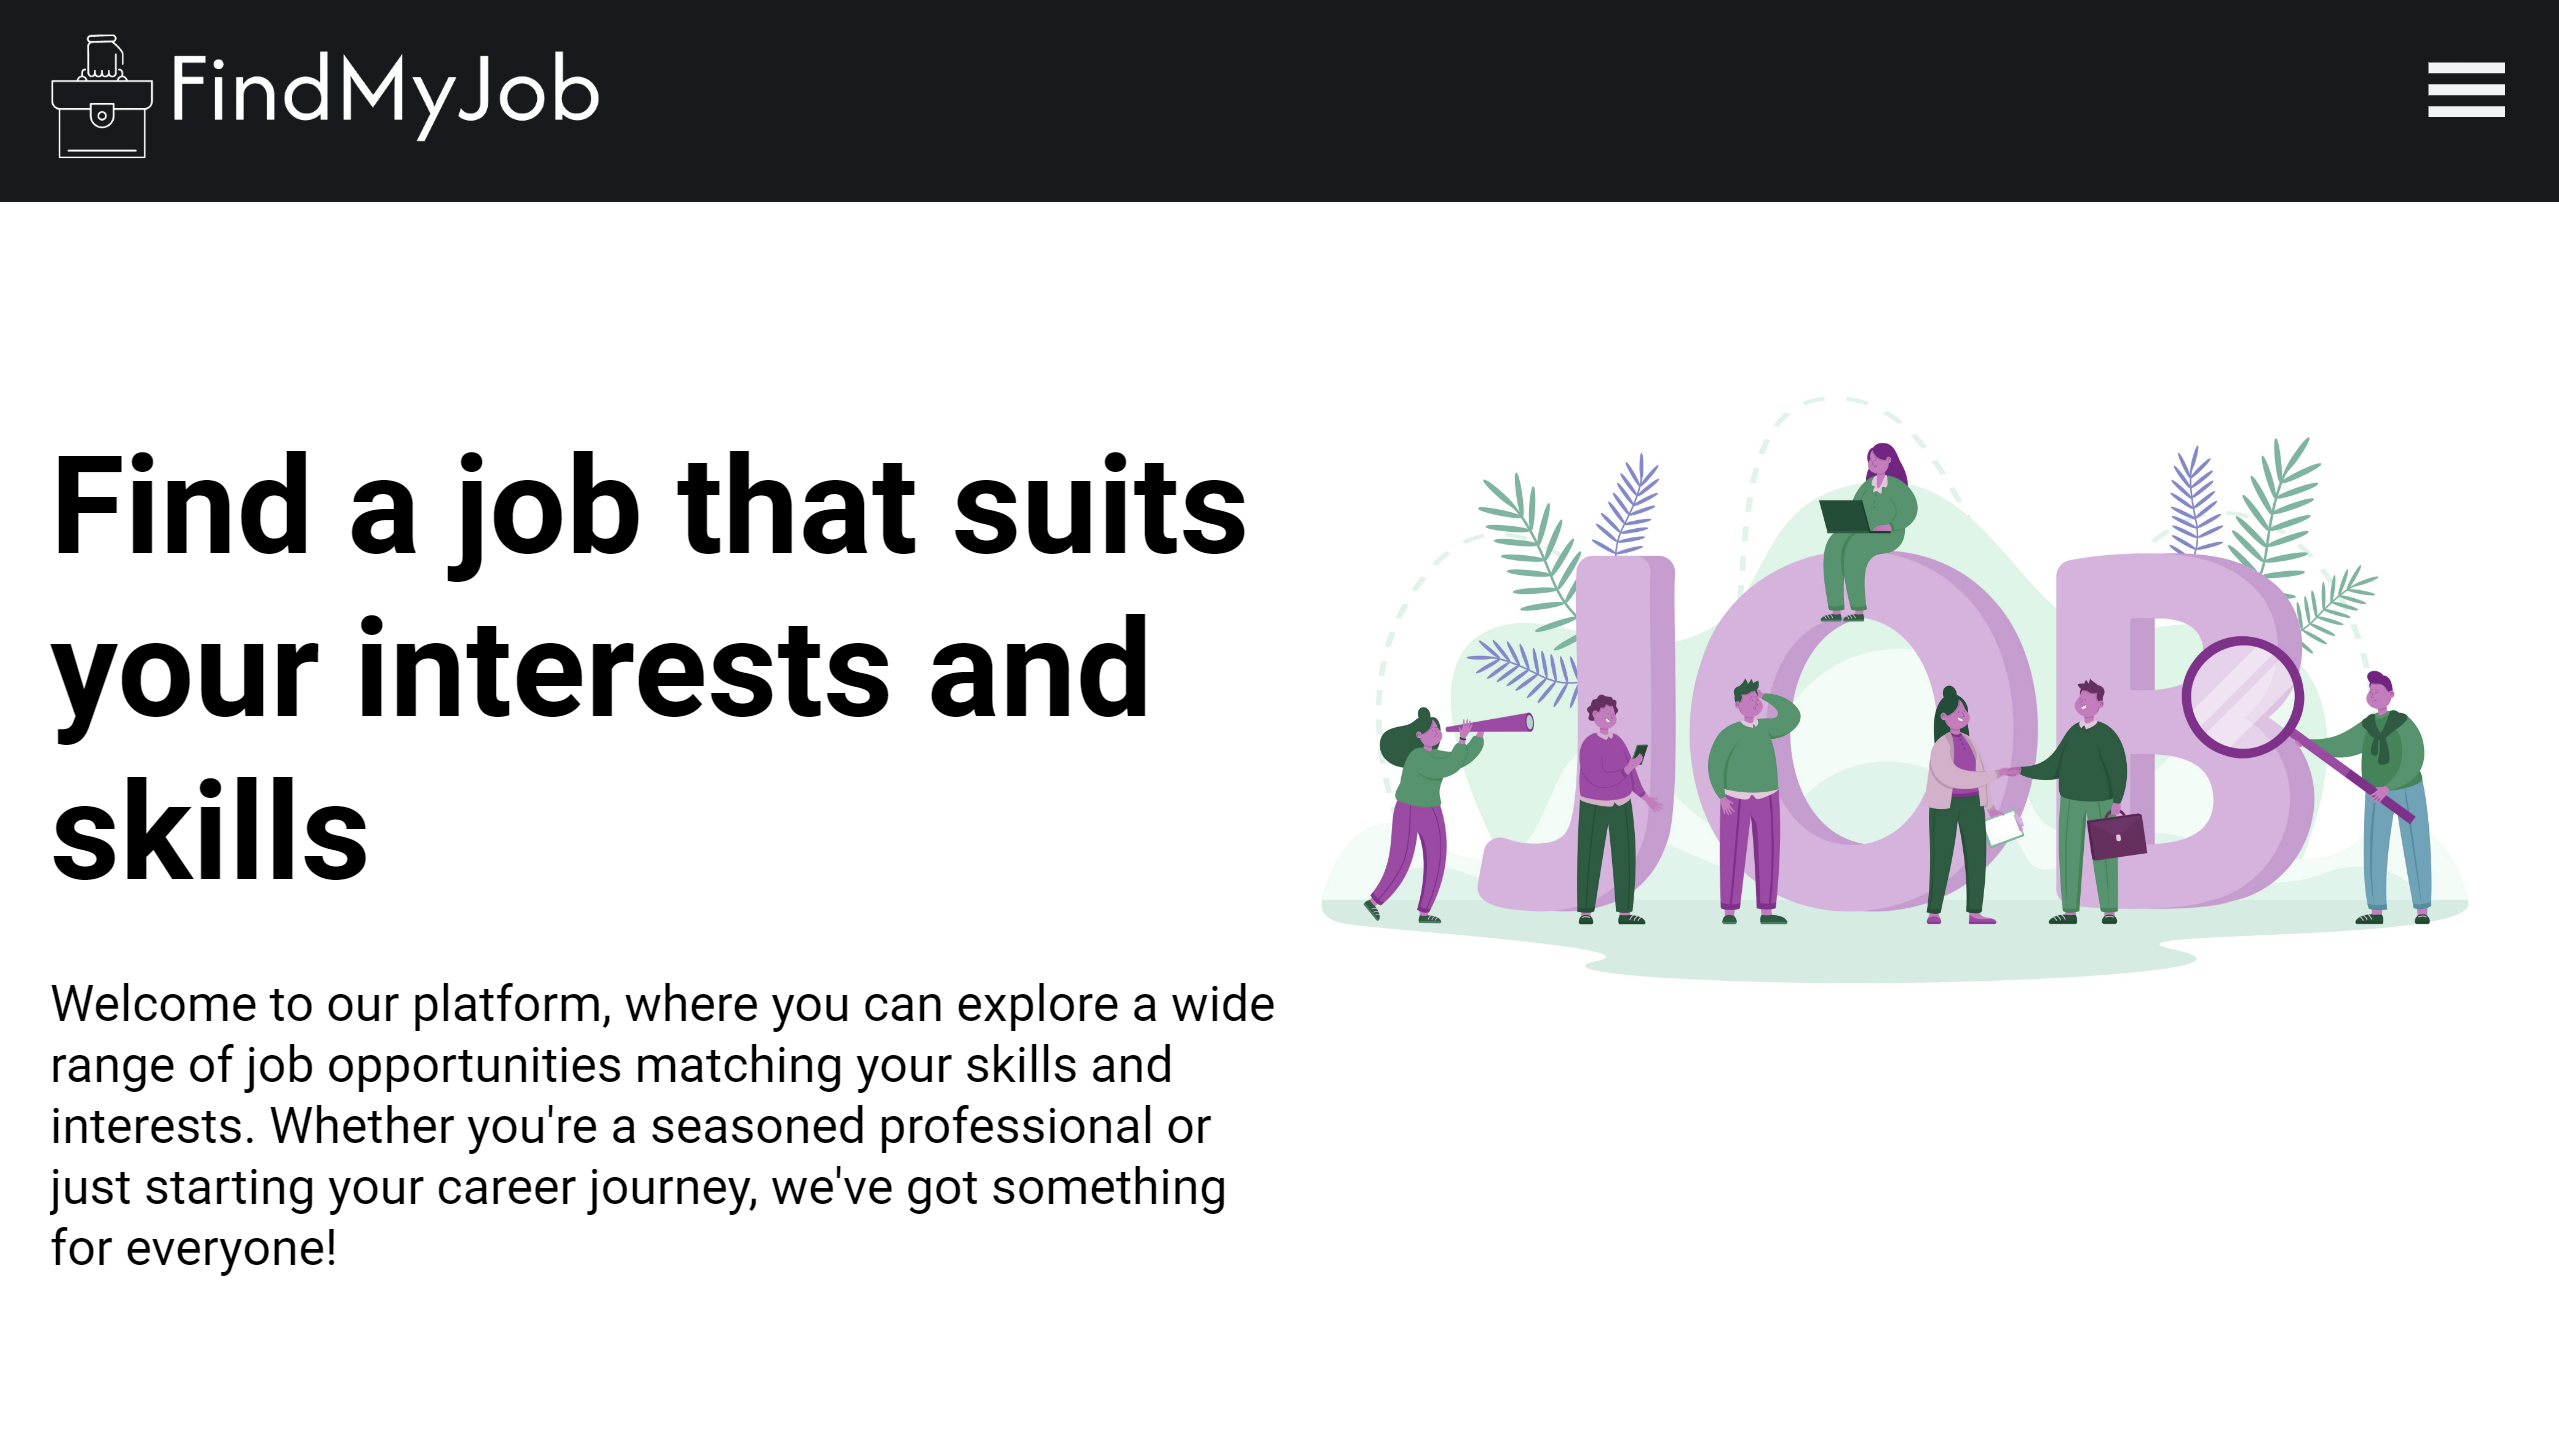 FindMyJob
Find a job that suits
your interests and
skills
JOB
Welcome to our platform, where you can explore a wide
range of job opportunities matching your skills and
interests. Whether you're a seasoned professional or
just starting your career journey, we've got something
for everyone!